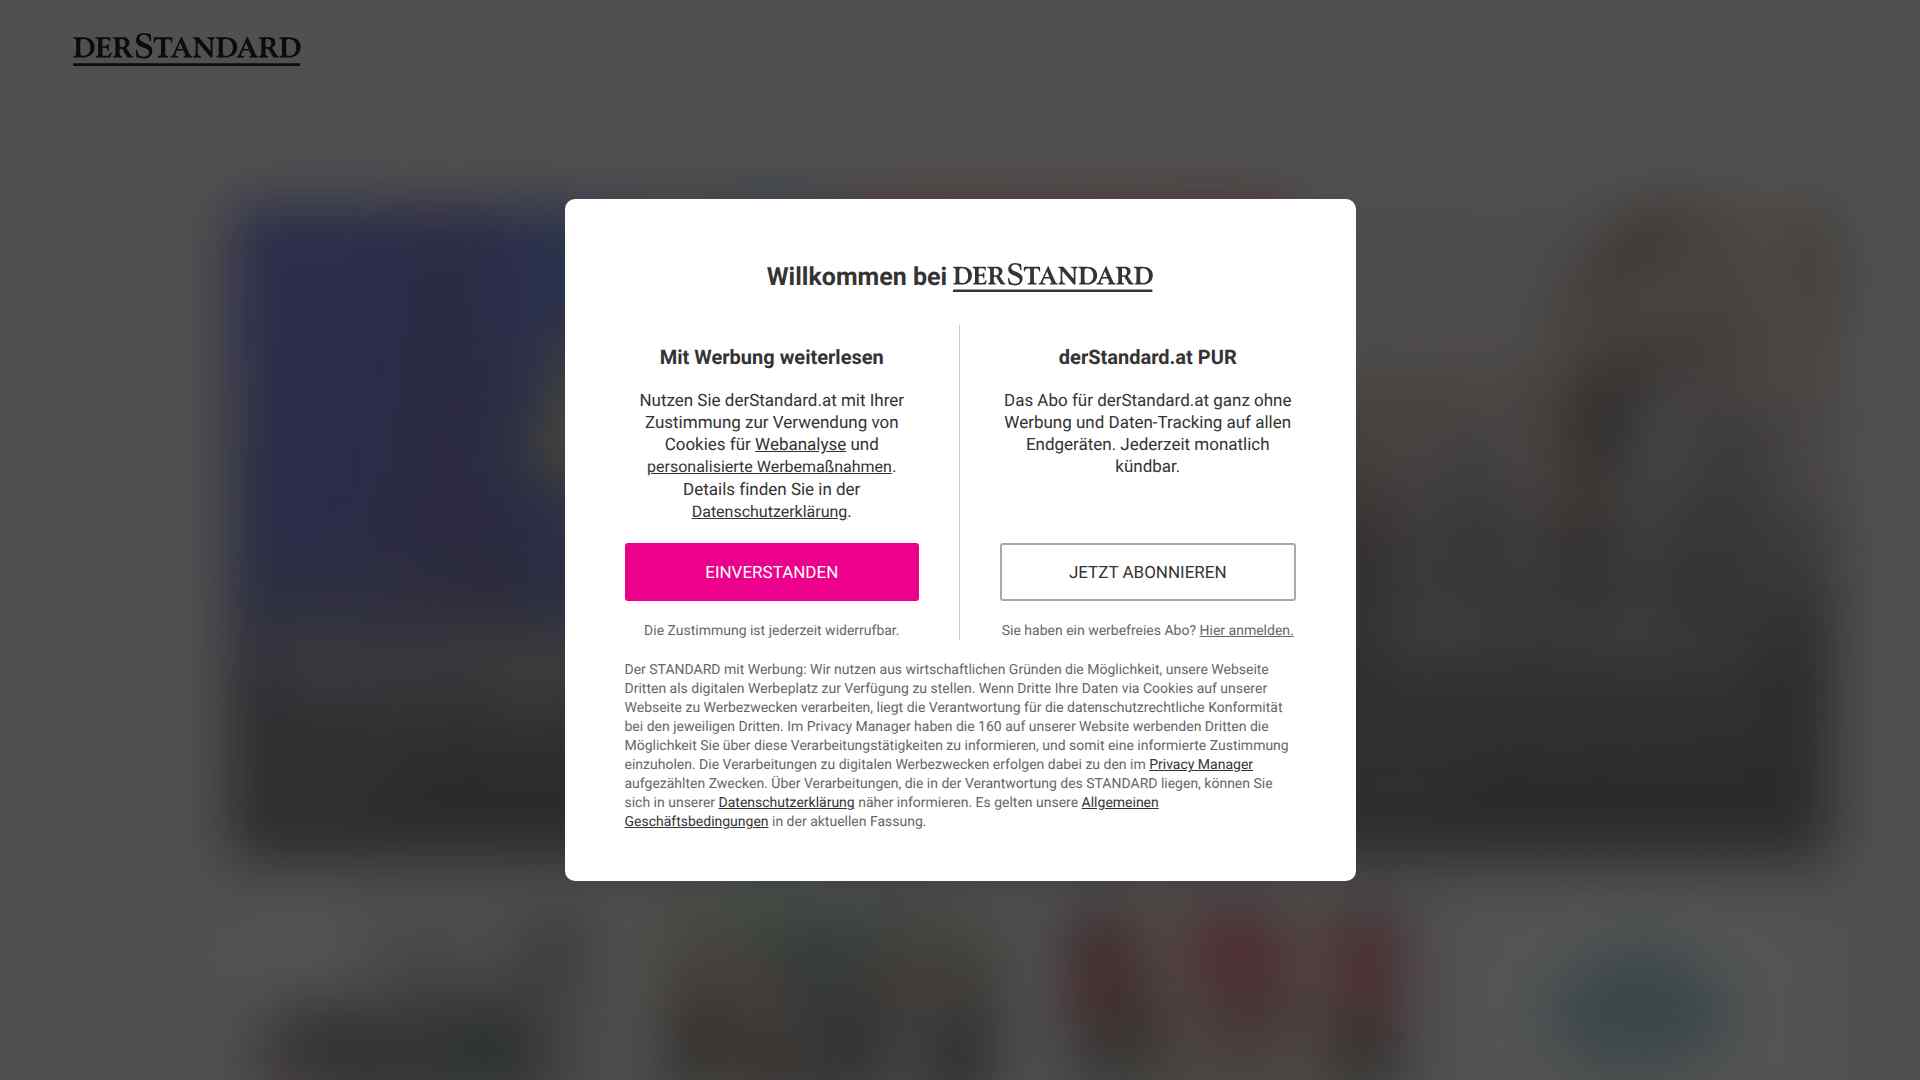 DERSTANDARD
Willkommen bei DERSTANDARD
Mit Werbung weiterlesen
Nutzen Sie derStandard.at mit Ihrer
Zustimmung zur Verwendung von
Cookies für Webanalyse und
personalisierte Werbemaßnahmen.
Details finden Sie in der
Datenschutzerklärung.
EINVERSTANDEN
Die Zustimmung ist jederzeit widerrufbar.
derStandard.at PUR
Das Abo für derStandard.at ganz ohne
Werbung und Daten-Tracking auf allen
Endgeräten. Jederzeit monatlich
kündbar.
JETZT ABONNIEREN
Sie haben ein werbefreies Abo? Hier anmelden.
Der STANDARD mit Werbung: Wir nutzen aus wirtschaftlichen Gründen die Möglichkeit, unsere Webseite
Dritten als digitalen Werbeplatz zur Verfügung zu stellen. Wenn Dritte Ihre Daten via Cookies auf unserer
Webseite zu Werbezwecken verarbeiten, liegt die Verantwortung für die datenschutzrechtliche Konformität
bei den jeweiligen Dritten. Im Privacy Manager haben die 160 auf unserer Website werbenden Dritten die
Möglichkeit Sie über diese Verarbeitungstätigkeiten zu informieren, und somit eine informierte Zustimmung
einzuholen. Die Verarbeitungen zu digitalen Werbezwecken erfolgen dabei zu den im Privacy Manager
aufgezählten Zwecken. Über Verarbeitungen, die in der Verantwortung des STANDARD liegen, können Sie
sich in unserer Datenschutzerklärung näher informieren. Es gelten unsere Allgemeinen
Geschäftsbedingungen in der aktuellen Fassung.